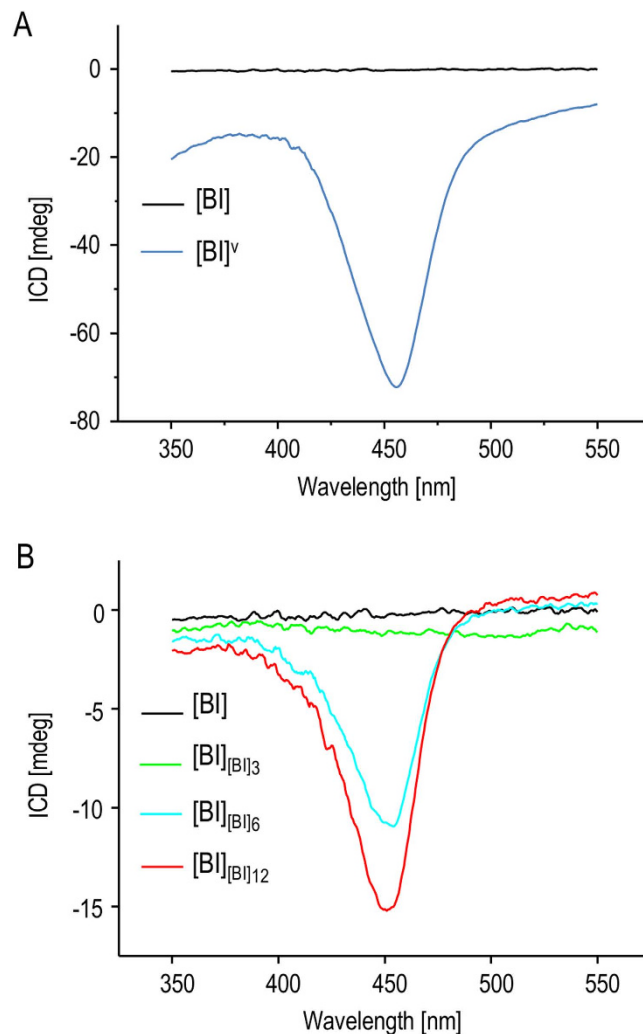 A
ICD [mdeg]
0
-20
-40
-60
-80
[BI]
[BI]ᵛ
350 400 450 500 550
Wavelength [nm]
B
ICD [mdeg]
0
-5
-10
-15
[BI]
[BI][BI]3
[BI][BI]6
[BI][BI]12
350 400 450 500 550
Wavelength [nm]